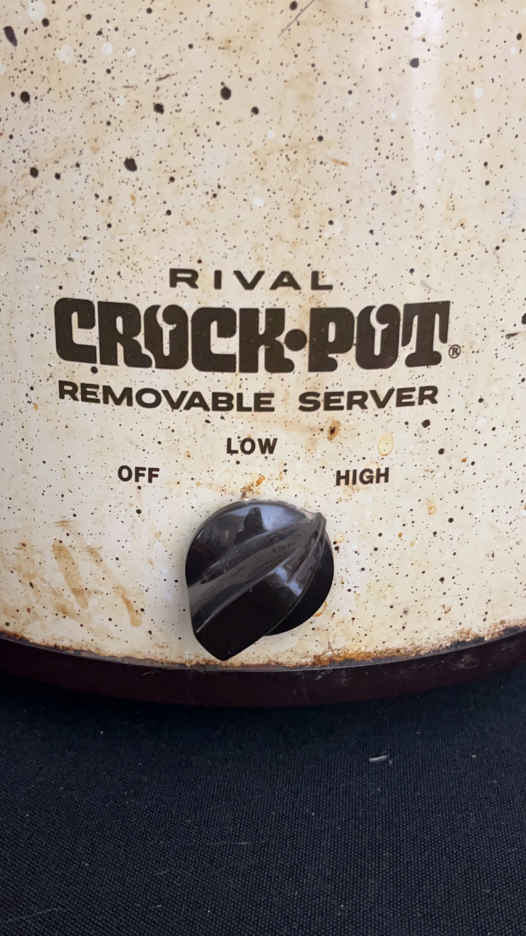 RIVAL
CROCK•POT®
REMOVABLE SERVER
LOW
OFF HIGH